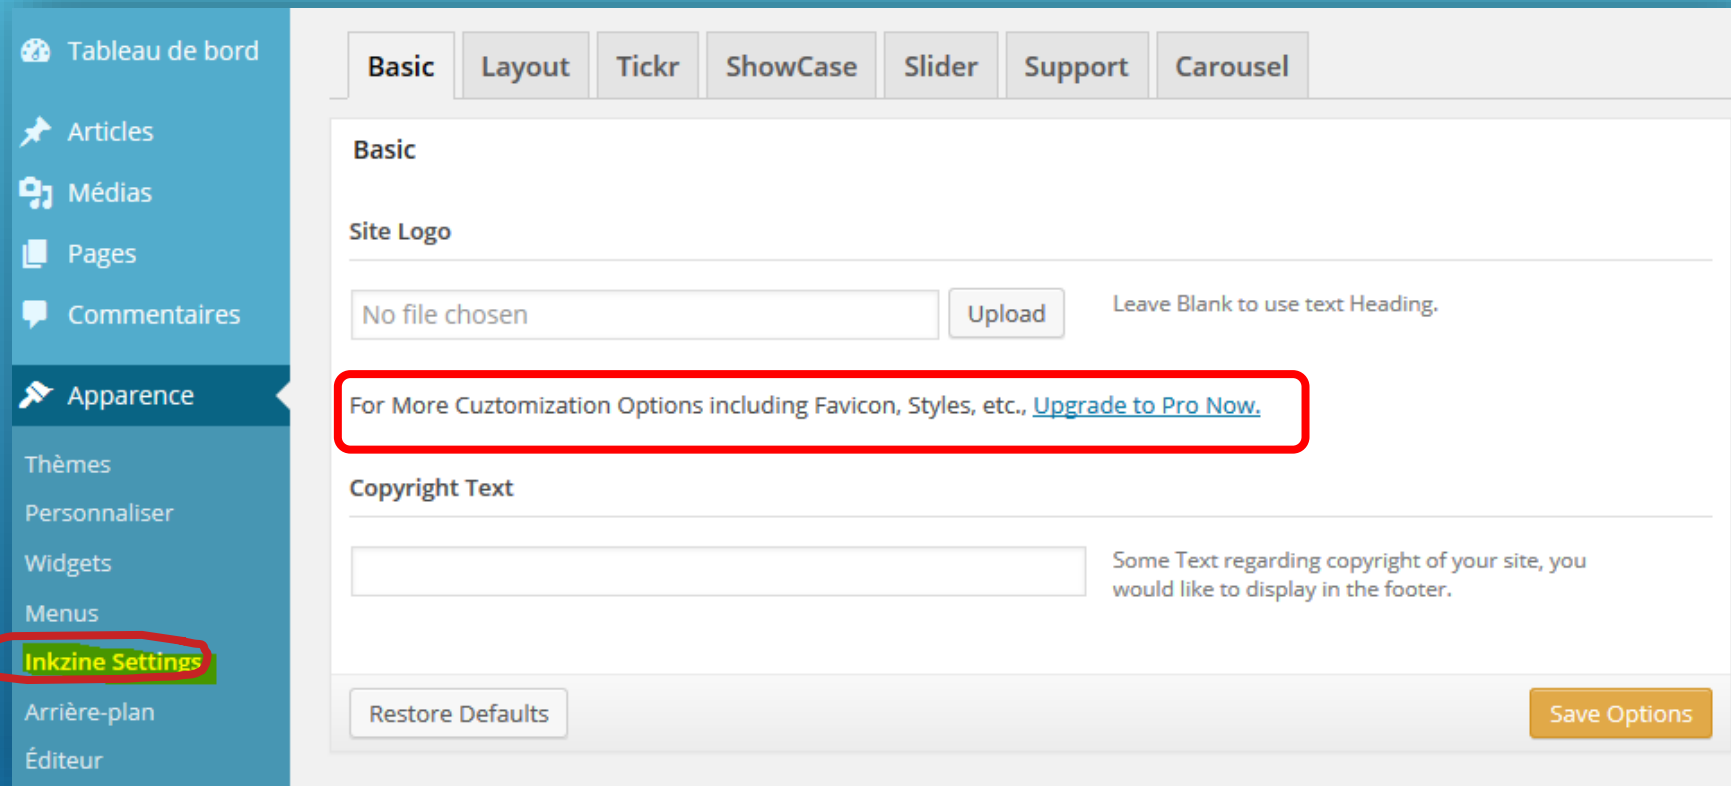 Tableau de bord
Articles
Médias
Pages
Commentaires
Apparence
Thèmes
Personnaliser
Widgets
Menus
Inkzine Settings
Arrière-plan
Éditeur
Basic Layout Tickr ShowCase Slider Support Carousel
Basic
Site Logo
No file chosen Upload Leave Blank to use text Heading.
For More Cuztomization Options including Favicon, Styles, etc., Upgrade to Pro Now.
Copyright Text
Some Text regarding copyright of your site, you
would like to display in the footer.
Restore Defaults Save Options